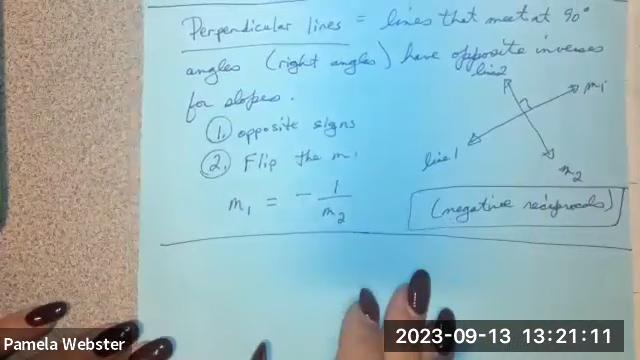 Perpendicular lines = lines that meet at 90°
angles (right angles) have opposite inverses
for slopes.
line2
m1
1. opposite signs
2. Flip the m.
line1
m2
m1 = - 1/m2
(negative reciprocals)
Pamela Webster
2023-09-13 13:21:11